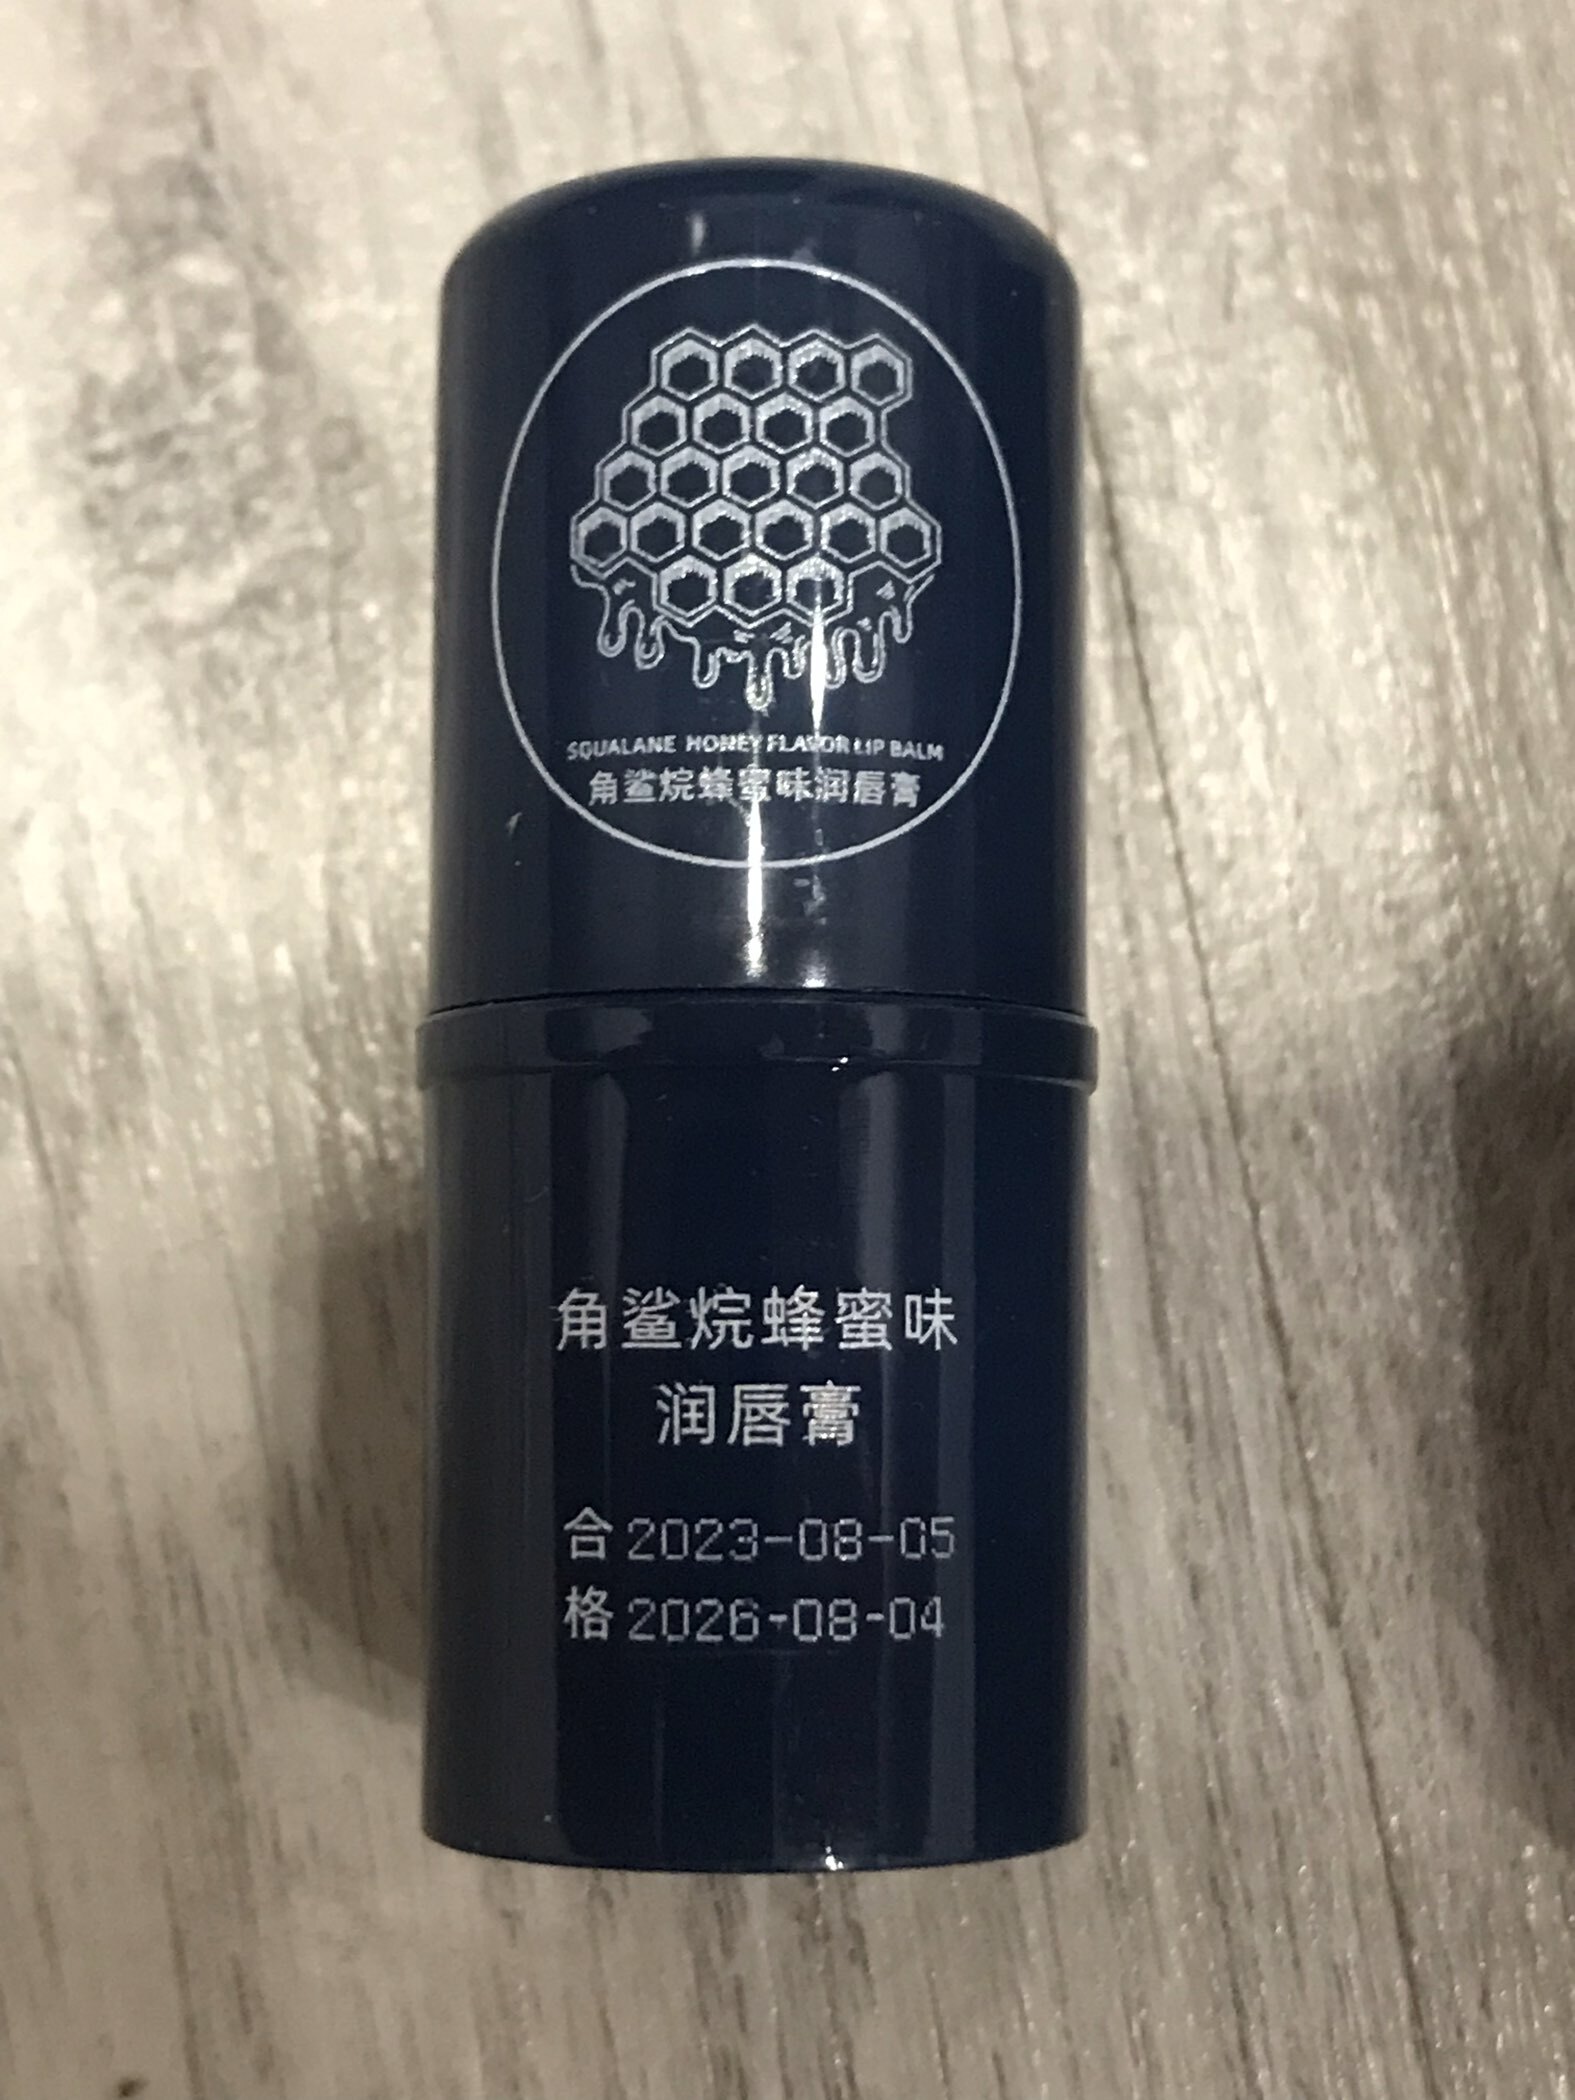 SQUALANE HONEY FLAVOR LIP BALM
角鲨烷蜂蜜味润唇膏
角鲨烷蜂蜜味
润唇膏
合 2023-08-05
格 2026-08-04